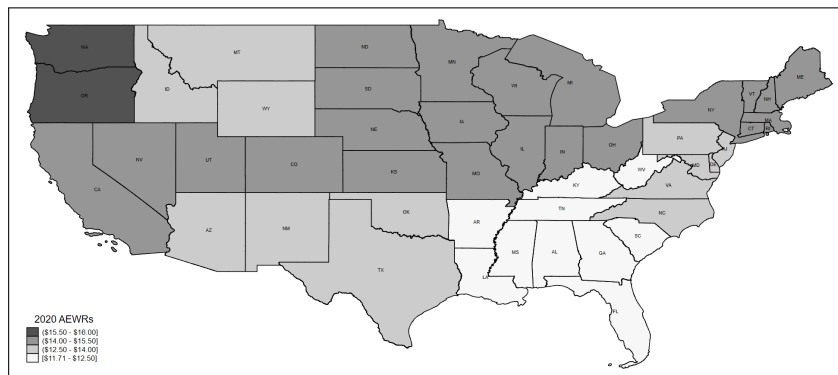 WA
MT
ND
MN
ME
OR
ID
WY
SD
WI
MI
VT
NH
NY
MA
CT
RI
NE
IA
PA
NJ
NV
UT
CO
KS
MO
IL
IN
OH
MD
DE
WV
VA
CA
KY
AZ
NM
OK
AR
TN
NC
SC
TX
LA
MS
AL
GA
FL
2020 AEWRs
($15.50 - $16.00]
($14.00 - $15.50]
($12.50 - $14.00]
[$11.71 - $12.50]